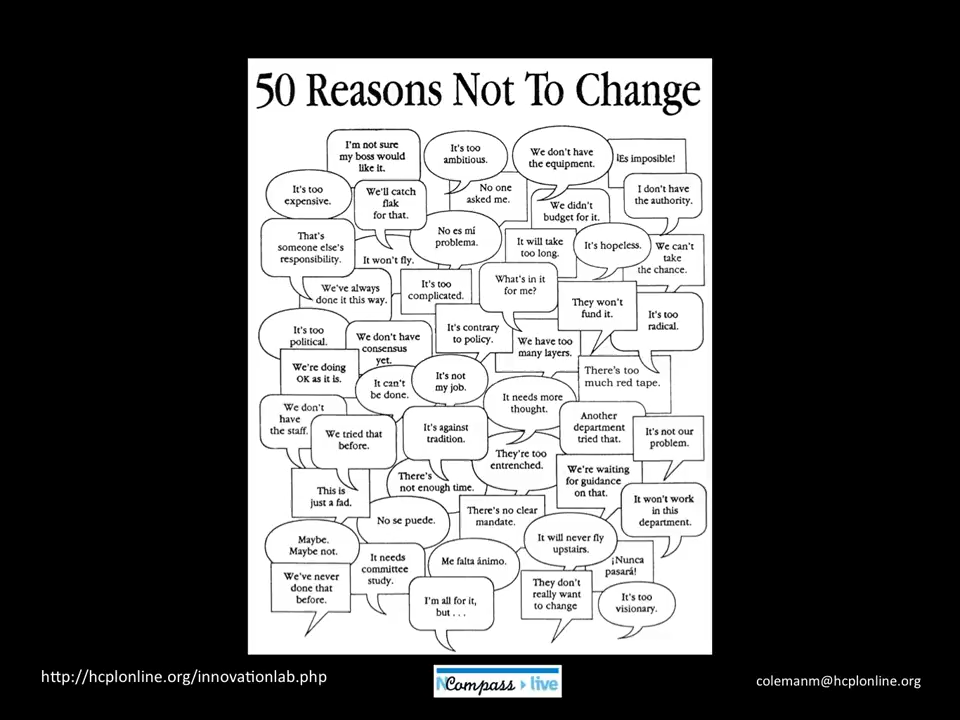 50 Reasons Not To Change
I'm not sure
my boss would
like it.
It's too
ambitious.
We don't have
the equipment.
¡Es imposible!
It's too
expensive.
We'll catch
flak
for that.
No one
asked me.
We didn't
budget for it.
I don't have
the authority.
That's
someone else's
responsibility.
It won't fly.
No es mi
problema.
It will take
too long.
It's hopeless.
We can't
take
the chance.
We've always
done it this way.
It's too
complicated.
What's in it
for me?
They won't
fund it.
It's too
radical.
It's too
political.
We don't have
consensus
yet.
It's contrary
to policy.
We have too
many layers.
We're doing
OK as it is.
It can't
be done.
It's not
my job.
It needs more
thought.
There's too
much red tape.
We don't
have
the staff.
We tried that
before.
It's against
tradition.
They're too
entrenched.
Another
department
tried that.
It's not our
problem.
This is
just a fad.
There's
not enough time.
We're waiting
for guidance
on that.
It won't work
in this
department.
No se puede.
There's no clear
mandate.
It will never fly
upstairs.
Maybe.
Maybe not.
It needs
committee
study.
Me falta ánimo.
¡Nunca
pasará!
We've never
done that
before.
I'm all for it,
but . . .
They don't
really want
to change
It's too
visionary.
http://hcplonline.org/innovationlab.php
NCompass live
colemanm@hcplonline.org